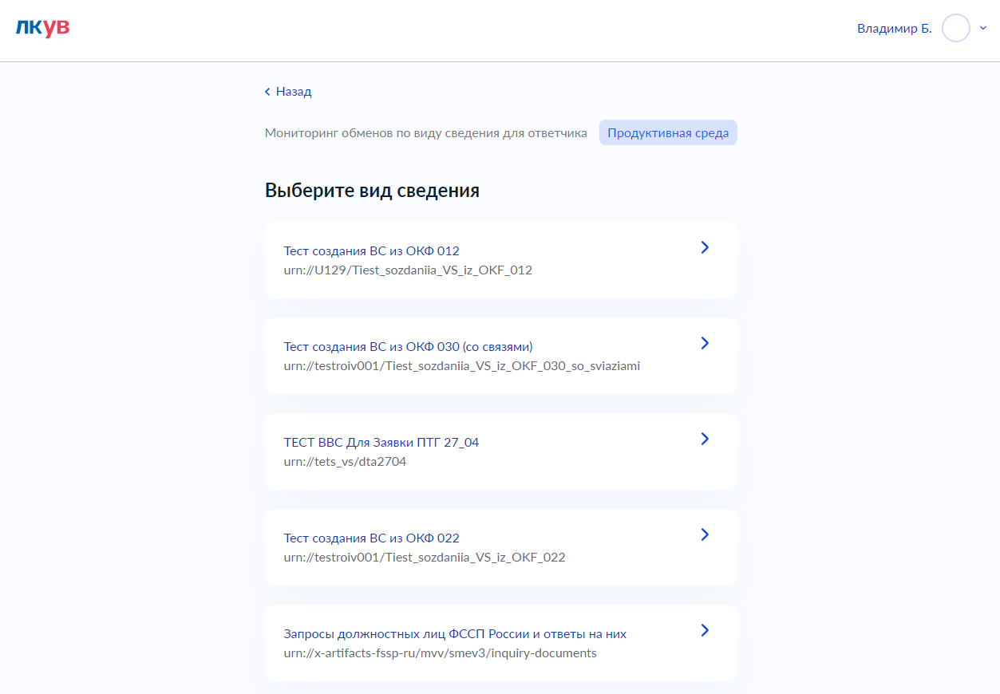 ЛКУВ
Владимир Б.
Назад
Мониторинг обменов по виду сведения для ответчика
Продуктивная среда
Выберите вид сведения
Тест создания ВС из ОКФ 012
urn://U129/Tiest_sozdaniia_VS_iz_OKF_012
Тест создания ВС из ОКФ 030 (со связями)
urn://testroiv001/Tiest_sozdaniia_VS_iz_OKF_030_so_sviaziami
ТЕСТ ВВС Для Заявки ПТГ 27_04
urn://tets_vs/dta2704
Тест создания ВС из ОКФ 022
urn://testroiv001/Tiest_sozdaniia_VS_iz_OKF_022
Запросы должностных лиц ФССП России и ответы на них
urn://x-artifacts-fssp-ru/mvv/smev3/inquiry-documents